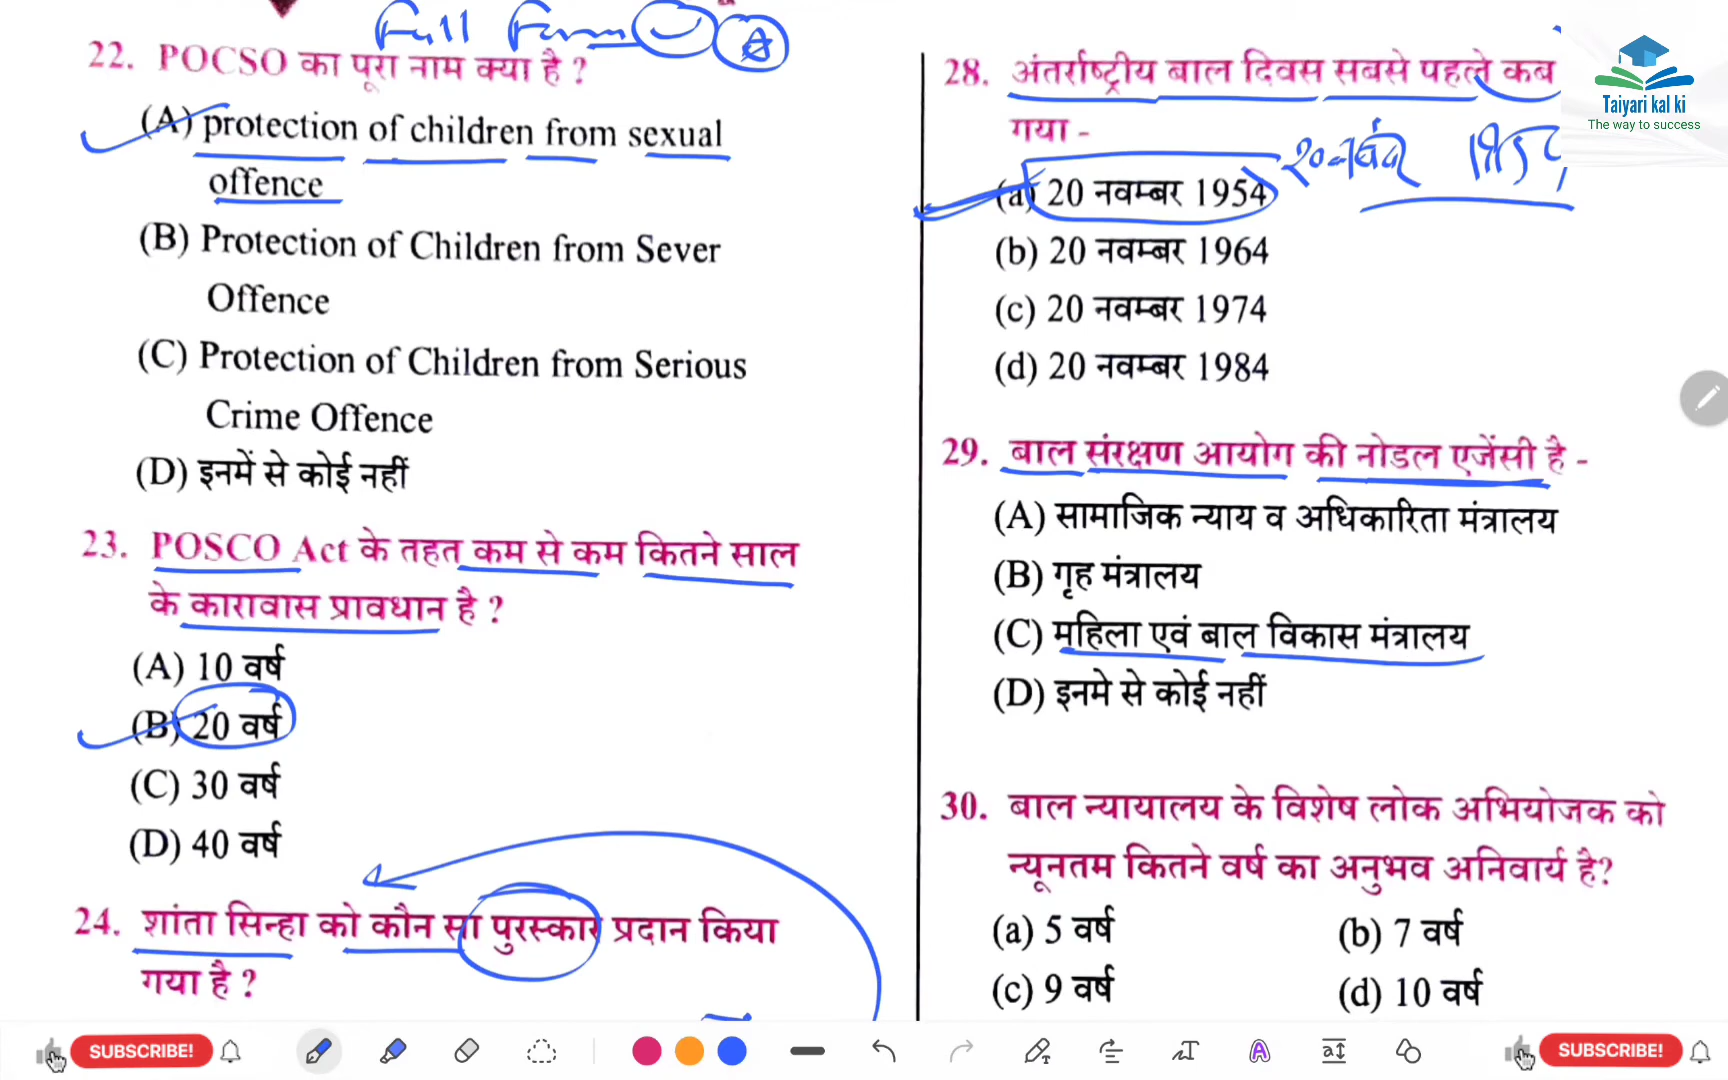 Full Form
22. POCSO का पूरा नाम क्या है ?
(A) protection of children from sexual
offence
(B) Protection of Children from Sever
Offence
(C) Protection of Children from Serious
Crime Offence
(D) इनमें से कोई नहीं
23. POSCO Act के तहत कम से कम कितने साल
के कारावास प्रावधान है ?
(A) 10 वर्ष
(B) 20 वर्ष
(C) 30 वर्ष
(D) 40 वर्ष
24. शांता सिन्हा को कौन सा पुरस्कार प्रदान किया
गया है ?
28. अंतर्राष्ट्रीय बाल दिवस सबसे पहले कब
गया -
20 नवंबर
(a) 20 नवम्बर 1954
(b) 20 नवम्बर 1964
(c) 20 नवम्बर 1974
(d) 20 नवम्बर 1984
29. बाल संरक्षण आयोग की नोडल एजेंसी है -
(A) सामाजिक न्याय व अधिकारिता मंत्रालय
(B) गृह मंत्रालय
(C) महिला एवं बाल विकास मंत्रालय
(D) इनमे से कोई नहीं
30. बाल न्यायालय के विशेष लोक अभियोजक को
न्यूनतम कितने वर्ष का अनुभव अनिवार्य है?
(a) 5 वर्ष (b) 7 वर्ष
(c) 9 वर्ष (d) 10 वर्ष
Taiyari kal ki
The way to success
SUBSCRIBE!
SUBSCRIBE!